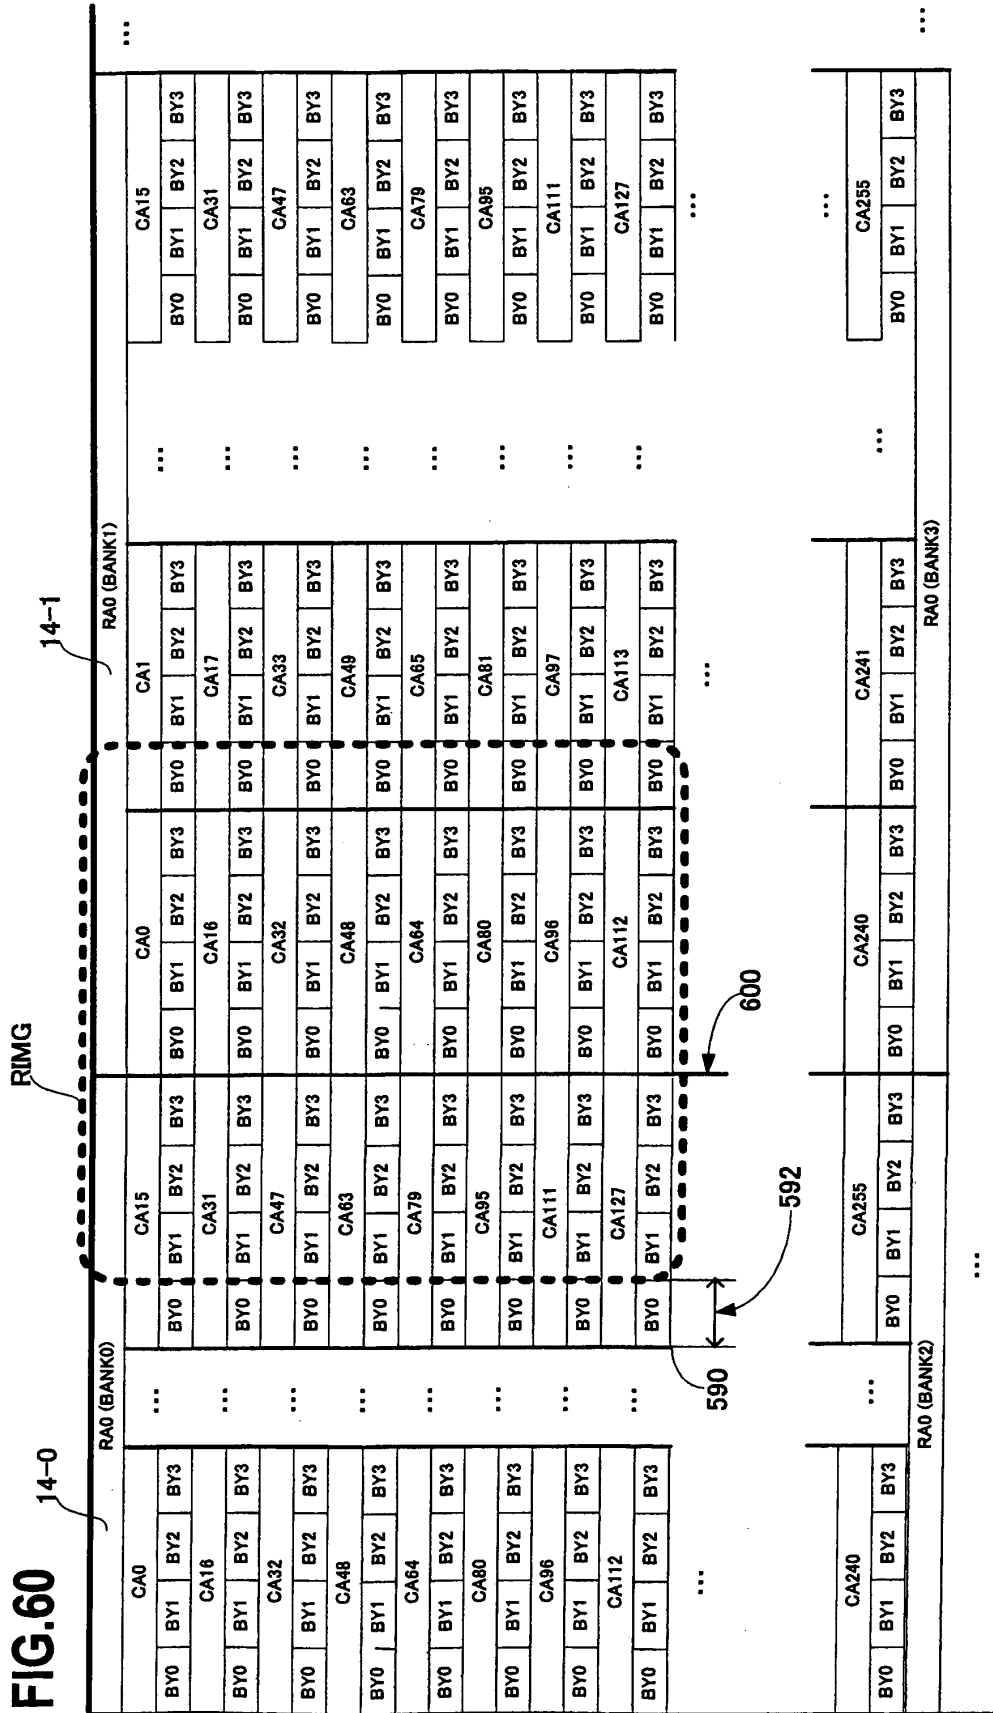 FIG.60
14-0 RIMG 14-1
RA0 (BANK0) RA0 (BANK1)
CA0 ... CA15 CA0 CA1 ... CA15 ...
BY0 BY1 BY2 BY3 BY0 BY1 BY2 BY3 BY0 BY1 BY2 BY3 BY0 BY1 BY2 BY3 BY0 BY1 BY2 BY3
CA16 ... CA31 CA16 CA17 ... CA31
BY0 BY1 BY2 BY3 BY0 BY1 BY2 BY3 BY0 BY1 BY2 BY3 BY0 BY1 BY2 BY3 BY0 BY1 BY2 BY3
CA32 ... CA47 CA32 CA33 ... CA47
BY0 BY1 BY2 BY3 BY0 BY1 BY2 BY3 BY0 BY1 BY2 BY3 BY0 BY1 BY2 BY3 BY0 BY1 BY2 BY3
CA48 ... CA63 CA48 CA49 ... CA63
BY0 BY1 BY2 BY3 BY0 BY1 BY2 BY3 BY0 BY1 BY2 BY3 BY0 BY1 BY2 BY3 BY0 BY1 BY2 BY3
CA64 ... CA79 CA64 CA65 ... CA79
BY0 BY1 BY2 BY3 BY0 BY1 BY2 BY3 BY0 BY1 BY2 BY3 BY0 BY1 BY2 BY3 BY0 BY1 BY2 BY3
CA80 ... CA95 CA80 CA81 ... CA95
BY0 BY1 BY2 BY3 BY0 BY1 BY2 BY3 BY0 BY1 BY2 BY3 BY0 BY1 BY2 BY3 BY0 BY1 BY2 BY3
CA96 ... CA111 CA96 CA97 ... CA111
BY0 BY1 BY2 BY3 BY0 BY1 BY2 BY3 BY0 BY1 BY2 BY3 BY0 BY1 BY2 BY3 BY0 BY1 BY2 BY3
CA112 ... CA127 CA112 CA113 ... CA127
BY0 BY1 BY2 BY3 BY0 BY1 BY2 BY3 BY0 BY1 BY2 BY3 BY0 BY1 BY2 BY3 BY0 BY1 BY2 BY3
... ... ...
590 592 600
... ...
CA240 ... CA255 CA240 CA241 ... CA255
BY0 BY1 BY2 BY3 BY0 BY1 BY2 BY3 BY0 BY1 BY2 BY3 BY0 BY1 BY2 BY3 BY0 BY1 BY2 BY3
RA0 (BANK2) RA0 (BANK3) ...
...